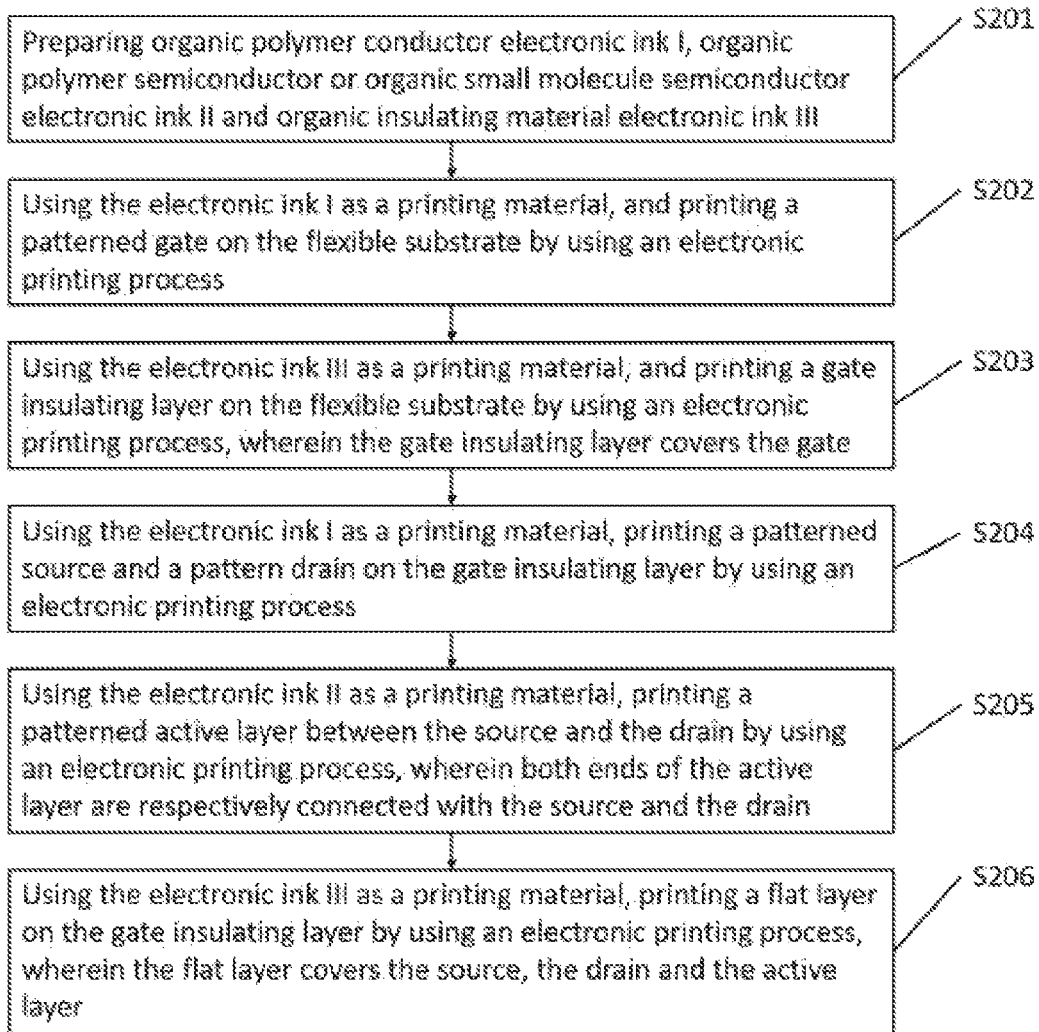 S201
Preparing organic polymer conductor electronic ink I, organic
polymer semiconductor or organic small molecule semiconductor
electronic ink II and organic insulating material electronic ink III
S202
Using the electronic ink I as a printing material, and printing a
patterned gate on the flexible substrate by using an electronic
printing process
S203
Using the electronic ink III as a printing material, and printing a gate
insulating layer on the flexible substrate by using an electronic
printing process, wherein the gate insulating layer covers the gate
S204
Using the electronic ink I as a printing material, printing a patterned
source and a pattern drain on the gate insulating layer by using an
electronic printing process
S205
Using the electronic ink II as a printing material, printing a
patterned active layer between the source and the drain by using
an electronic printing process, wherein both ends of the active
layer are respectively connected with the source and the drain
S206
Using the electronic ink III as a printing material, printing a flat layer
on the gate insulating layer by using an electronic printing process,
wherein the flat layer covers the source, the drain and the active
layer